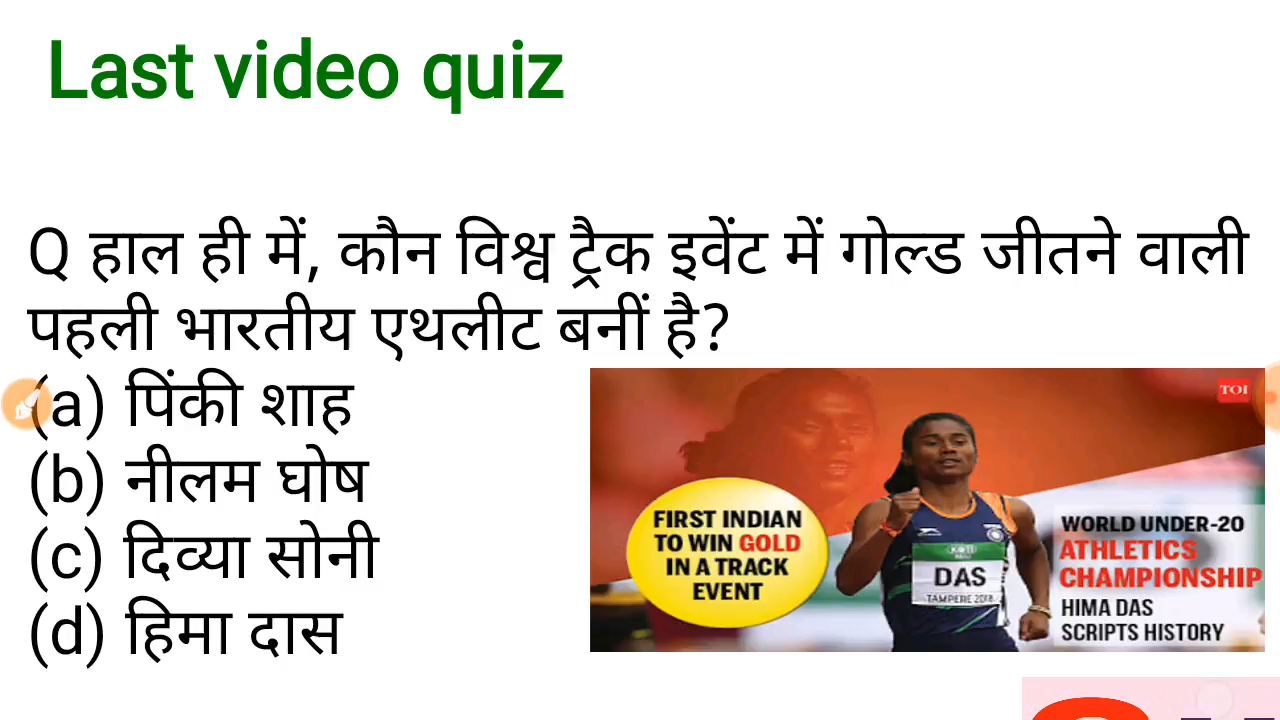 Last video quiz
Q हाल ही में, कौन विश्व ट्रैक इवेंट में गोल्ड जीतने वाली
पहली भारतीय एथलीट बनीं है?
(a) पिंकी शाह
(b) नीलम घोष
(c) दिव्या सोनी
(d) हिमा दास
TOI
FIRST INDIAN
TO WIN GOLD
IN A TRACK
EVENT
DAS
TAMPERE 2018
WORLD UNDER-20
ATHLETICS
CHAMPIONSHIP
HIMA DAS
SCRIPTS HISTORY